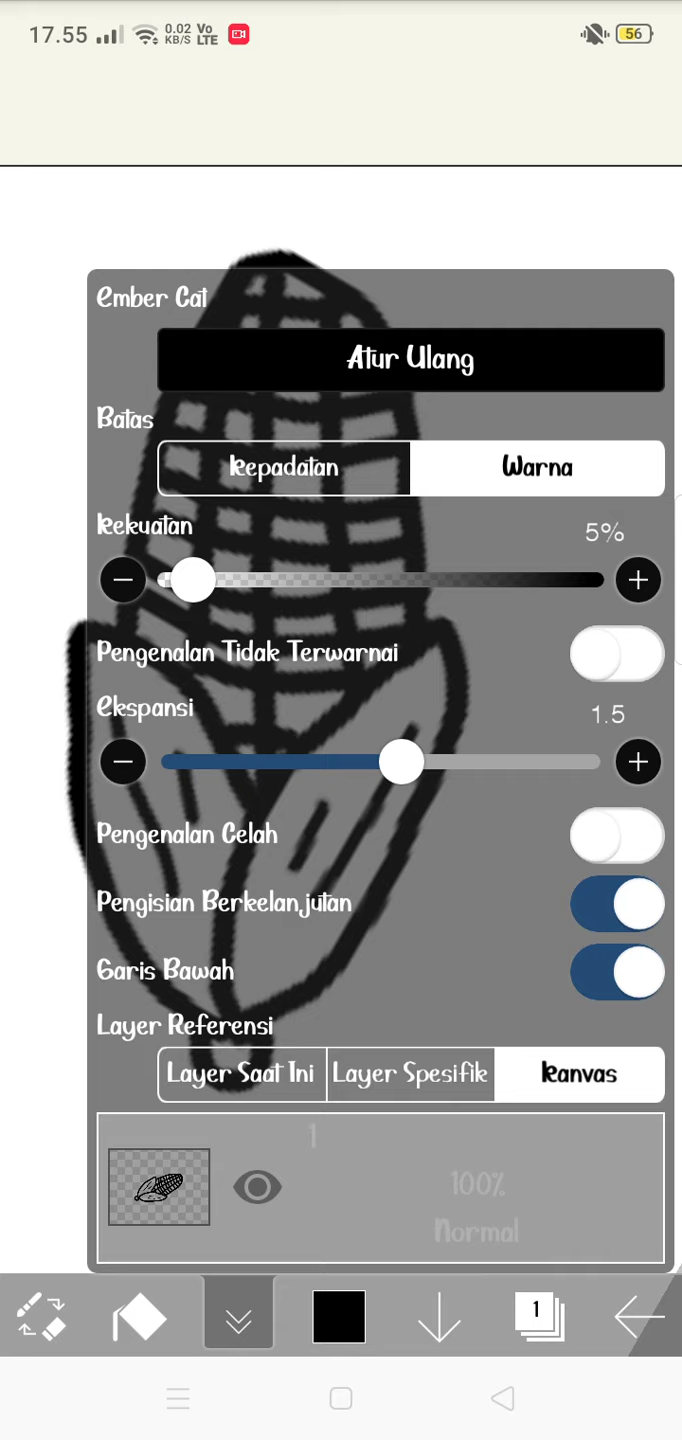 17.55 0.02 KB/S Vo LTE 56
Ember Cat
Atur Ulang
Batas
Kepadatan Warna
Kekuatan 5%
Pengenalan Tidak Terwarnai
Ekspansi 1.5
Pengenalan Celah
Pengisian Berkelanjutan
Garis Bawah
Layer Referensi
Layer Saat Ini Layer Spesifik Kanvas
1
100%
Normal
1